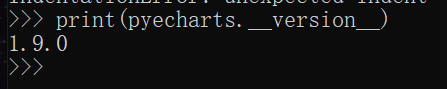 IndentationError: unexpected indent
>>> print(pyecharts.__version__)
1.9.0
>>>